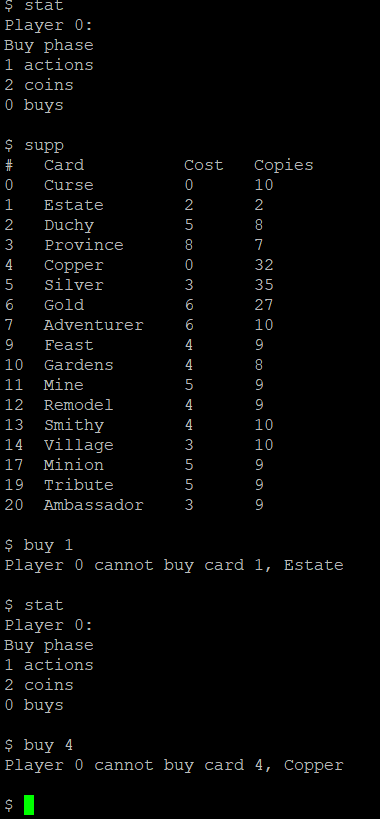 $ stat
Player 0:
Buy phase
1 actions
2 coins
0 buys
$ supp
# Card Cost Copies
0 Curse 0 10
1 Estate 2 2
2 Duchy 5 8
3 Province 8 7
4 Copper 0 32
5 Silver 3 35
6 Gold 6 27
7 Adventurer 6 10
9 Feast 4 9
10 Gardens 4 8
11 Mine 5 9
12 Remodel 4 9
13 Smithy 4 10
14 Village 3 10
17 Minion 5 9
19 Tribute 5 9
20 Ambassador 3 9
$ buy 1
Player 0 cannot buy card 1, Estate
$ stat
Player 0:
Buy phase
1 actions
2 coins
0 buys
$ buy 4
Player 0 cannot buy card 4, Copper
$